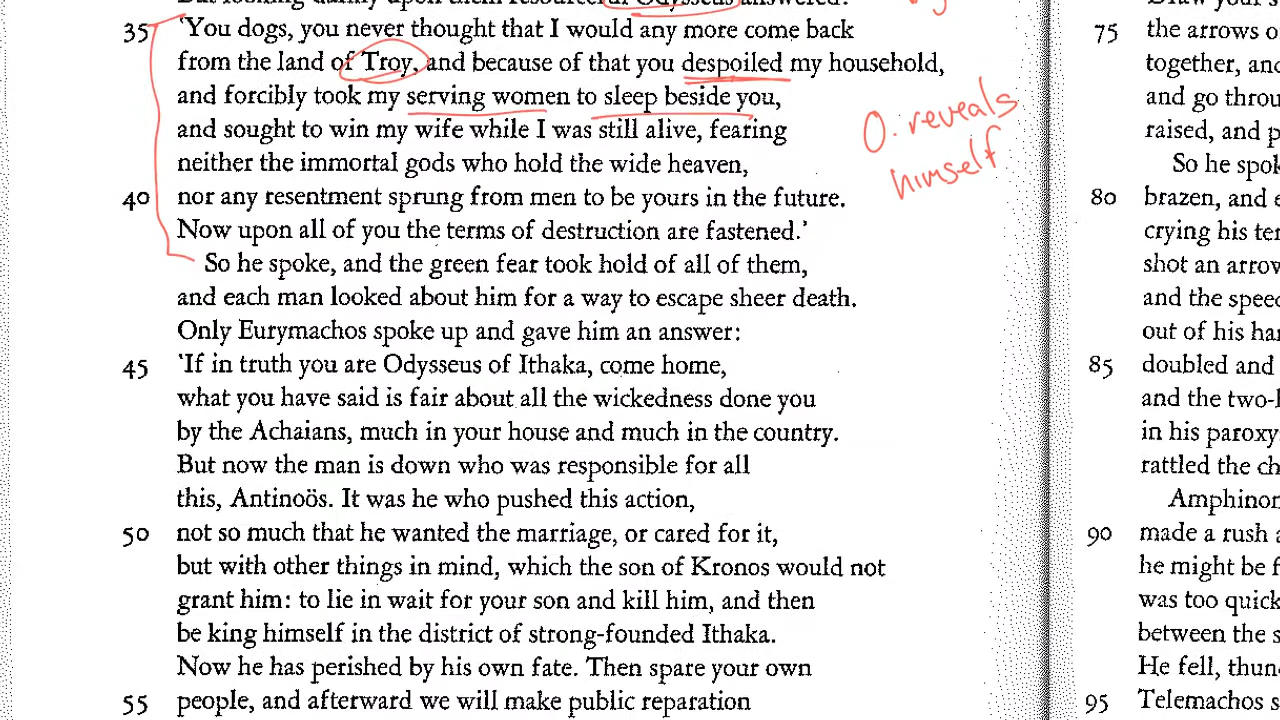 35 'You dogs, you never thought that I would any more come back
from the land of Troy, and because of that you despoiled my household,
and forcibly took my serving women to sleep beside you,
and sought to win my wife while I was still alive, fearing
neither the immortal gods who hold the wide heaven,
40 nor any resentment sprung from men to be yours in the future.
Now upon all of you the terms of destruction are fastened.'
So he spoke, and the green fear took hold of all of them,
and each man looked about him for a way to escape sheer death.
Only Eurymachos spoke up and gave him an answer:
45 'If in truth you are Odysseus of Ithaka, come home,
what you have said is fair about all the wickedness done you
by the Achaians, much in your house and much in the country.
But now the man is down who was responsible for all
this, Antinoös. It was he who pushed this action,
50 not so much that he wanted the marriage, or cared for it,
but with other things in mind, which the son of Kronos would not
grant him: to lie in wait for your son and kill him, and then
be king himself in the district of strong-founded Ithaka.
Now he has perished by his own fate. Then spare your own
55 people, and afterward we will make public reparation
O. reveals
himself
75 the arrows
together,
and go
raised, and
So he
80 brazen, and
crying his
shot an
and the
out of his
85 doubled and
and the
in his
rattled the
90 made a rush
he might be
was too
between the
He fell,
95 Telemachos